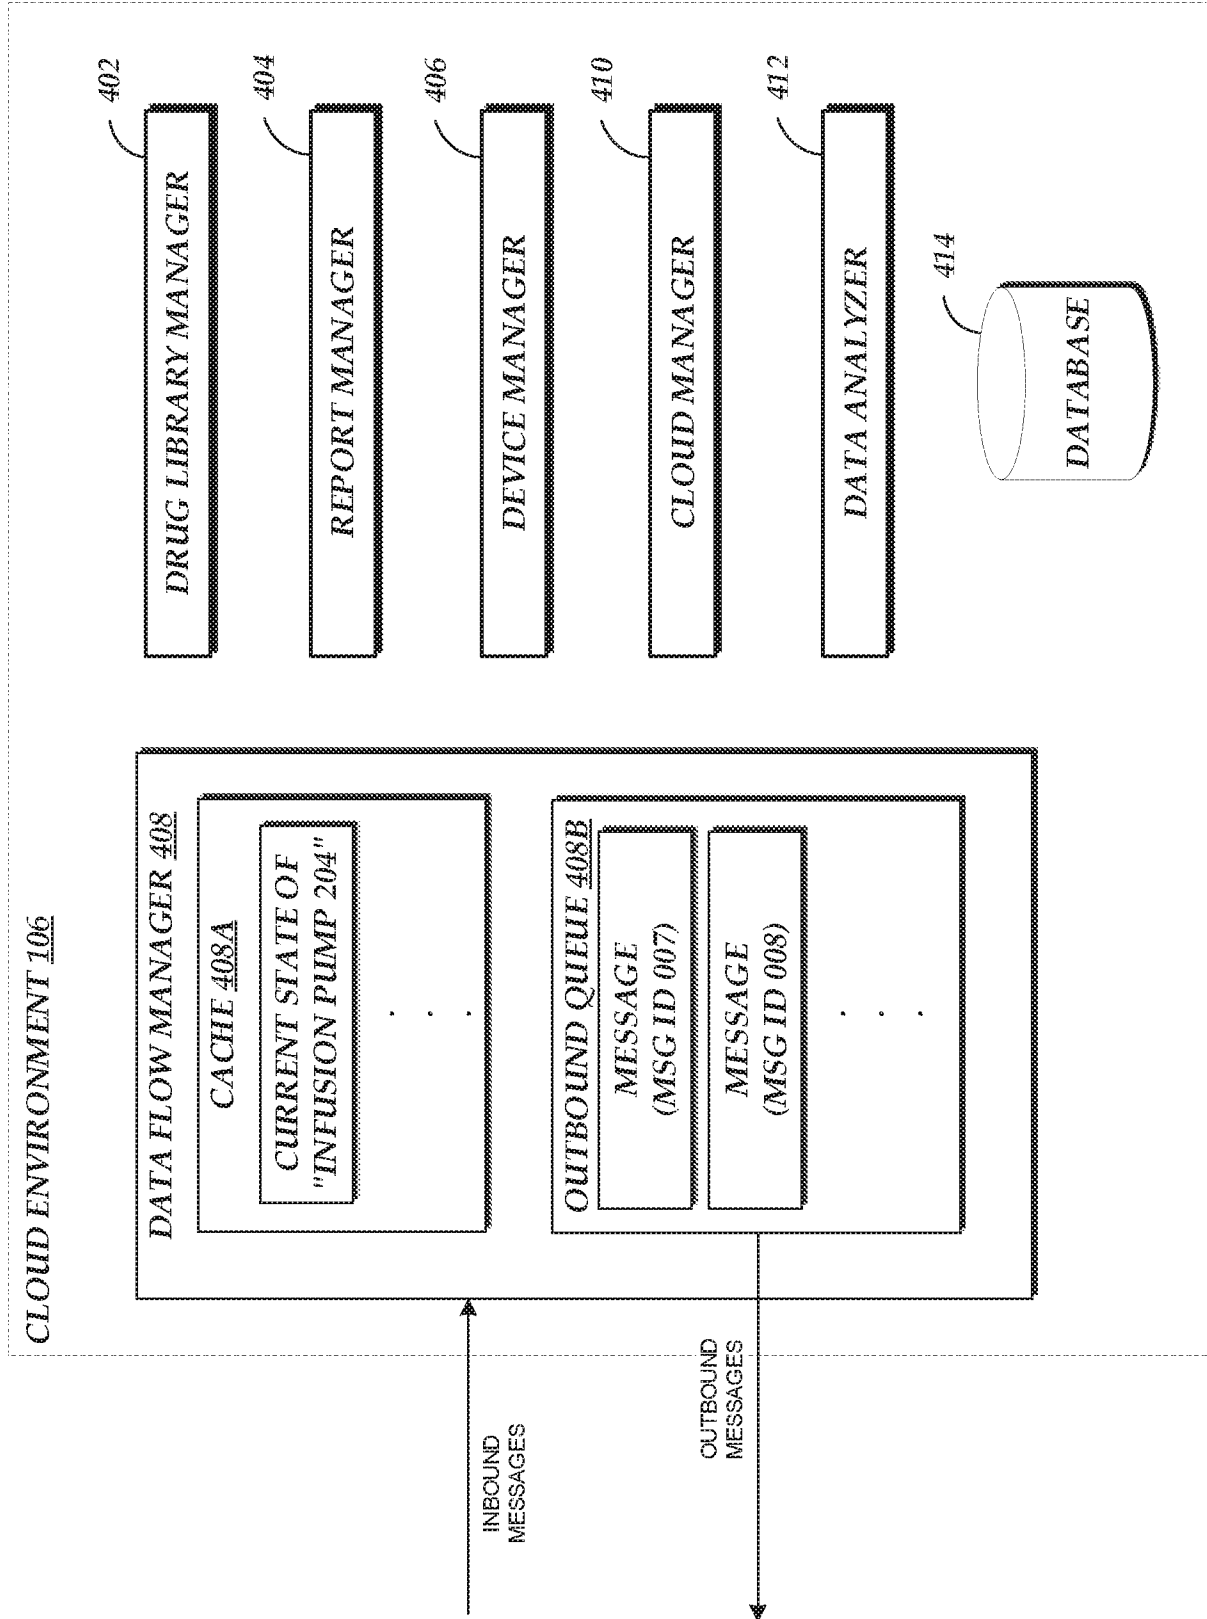 CLOUD ENVIRONMENT 106
DATA FLOW MANAGER 408
CACHE 408A
CURRENT STATE OF
"INFUSION PUMP 204"
.
.
.
OUTBOUND QUEUE 408B
MESSAGE
(MSG ID 007)
MESSAGE
(MSG ID 008)
.
.
.
INBOUND
MESSAGES
OUTBOUND
MESSAGES
402
DRUG LIBRARY MANAGER
404
REPORT MANAGER
406
DEVICE MANAGER
410
CLOUD MANAGER
412
DATA ANALYZER
414
DATABASE